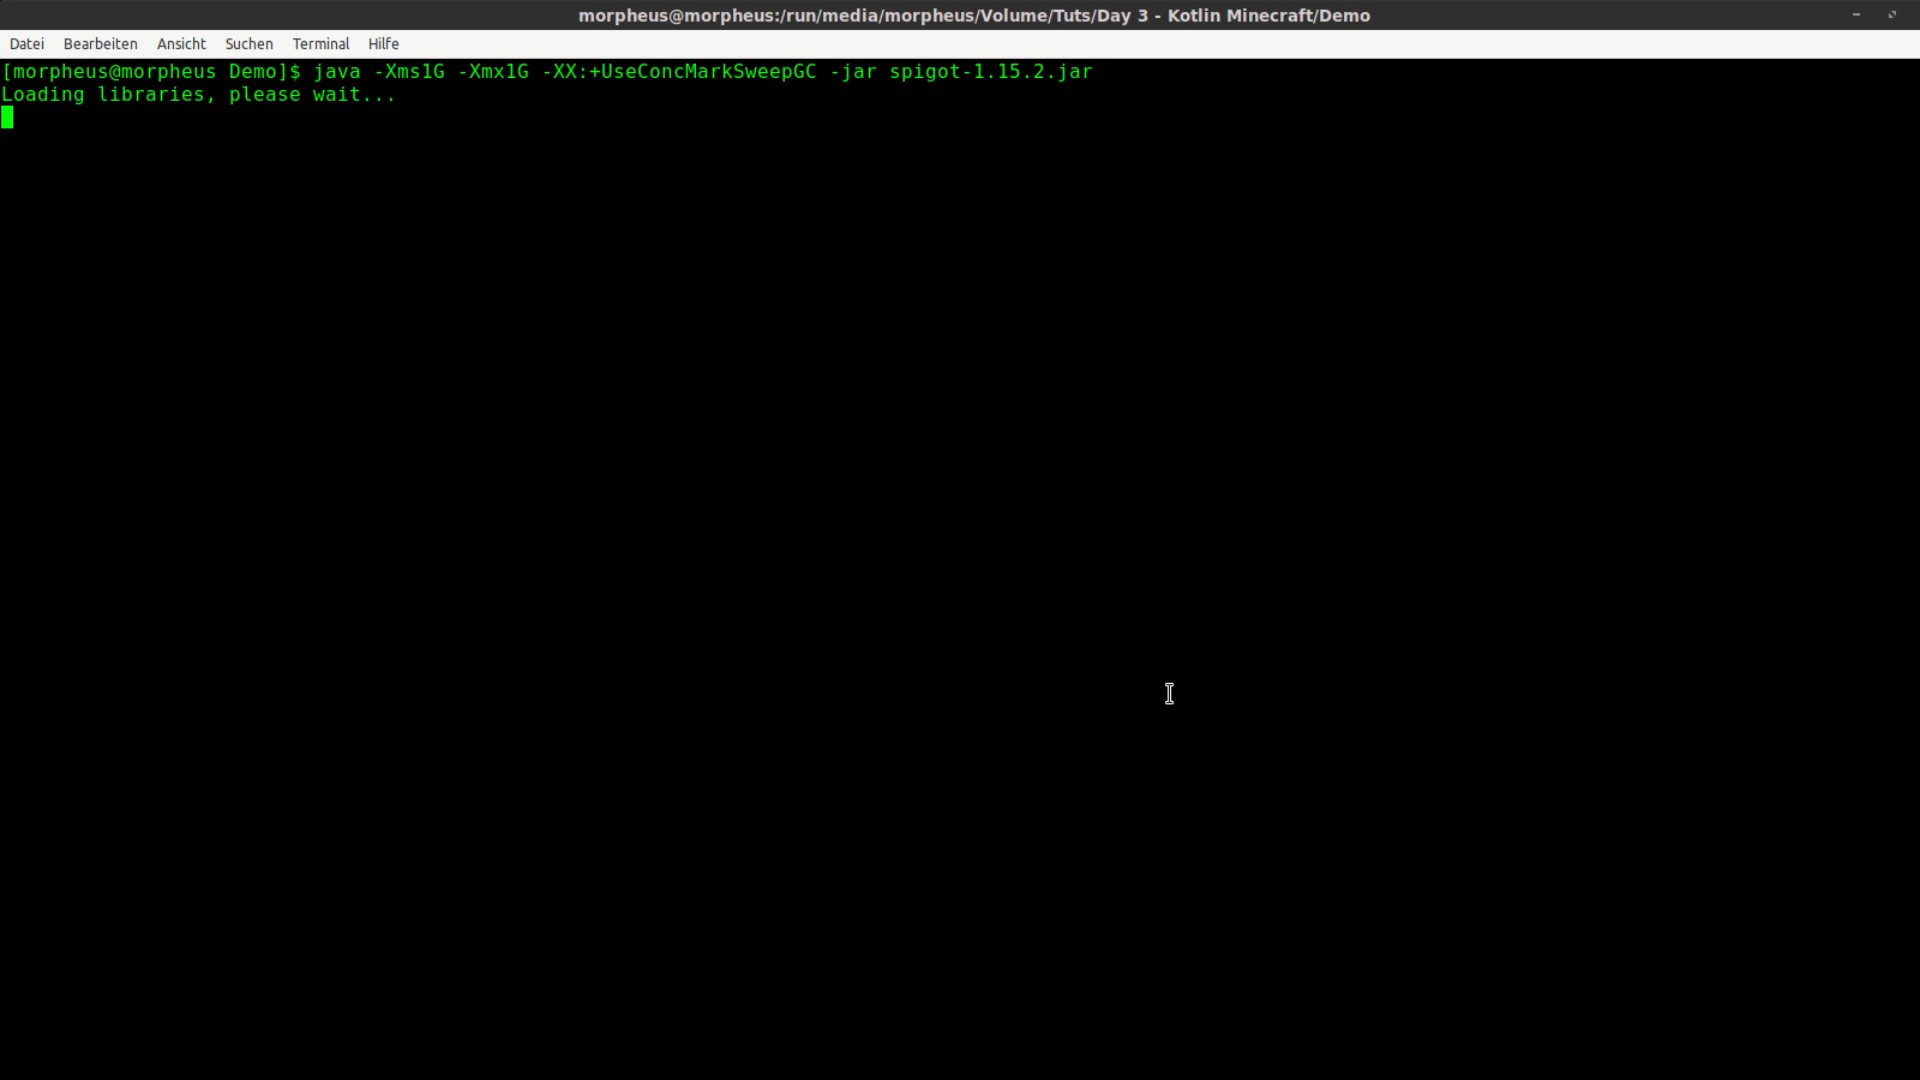 morpheus@morpheus:/run/media/morpheus/Volume/Tuts/Day 3 - Kotlin Minecraft/Demo
Datei Bearbeiten Ansicht Suchen Terminal Hilfe
[morpheus@morpheus Demo]$ java -Xms1G -Xmx1G -XX:+UseConcMarkSweepGC -jar spigot-1.15.2.jar
Loading libraries, please wait...